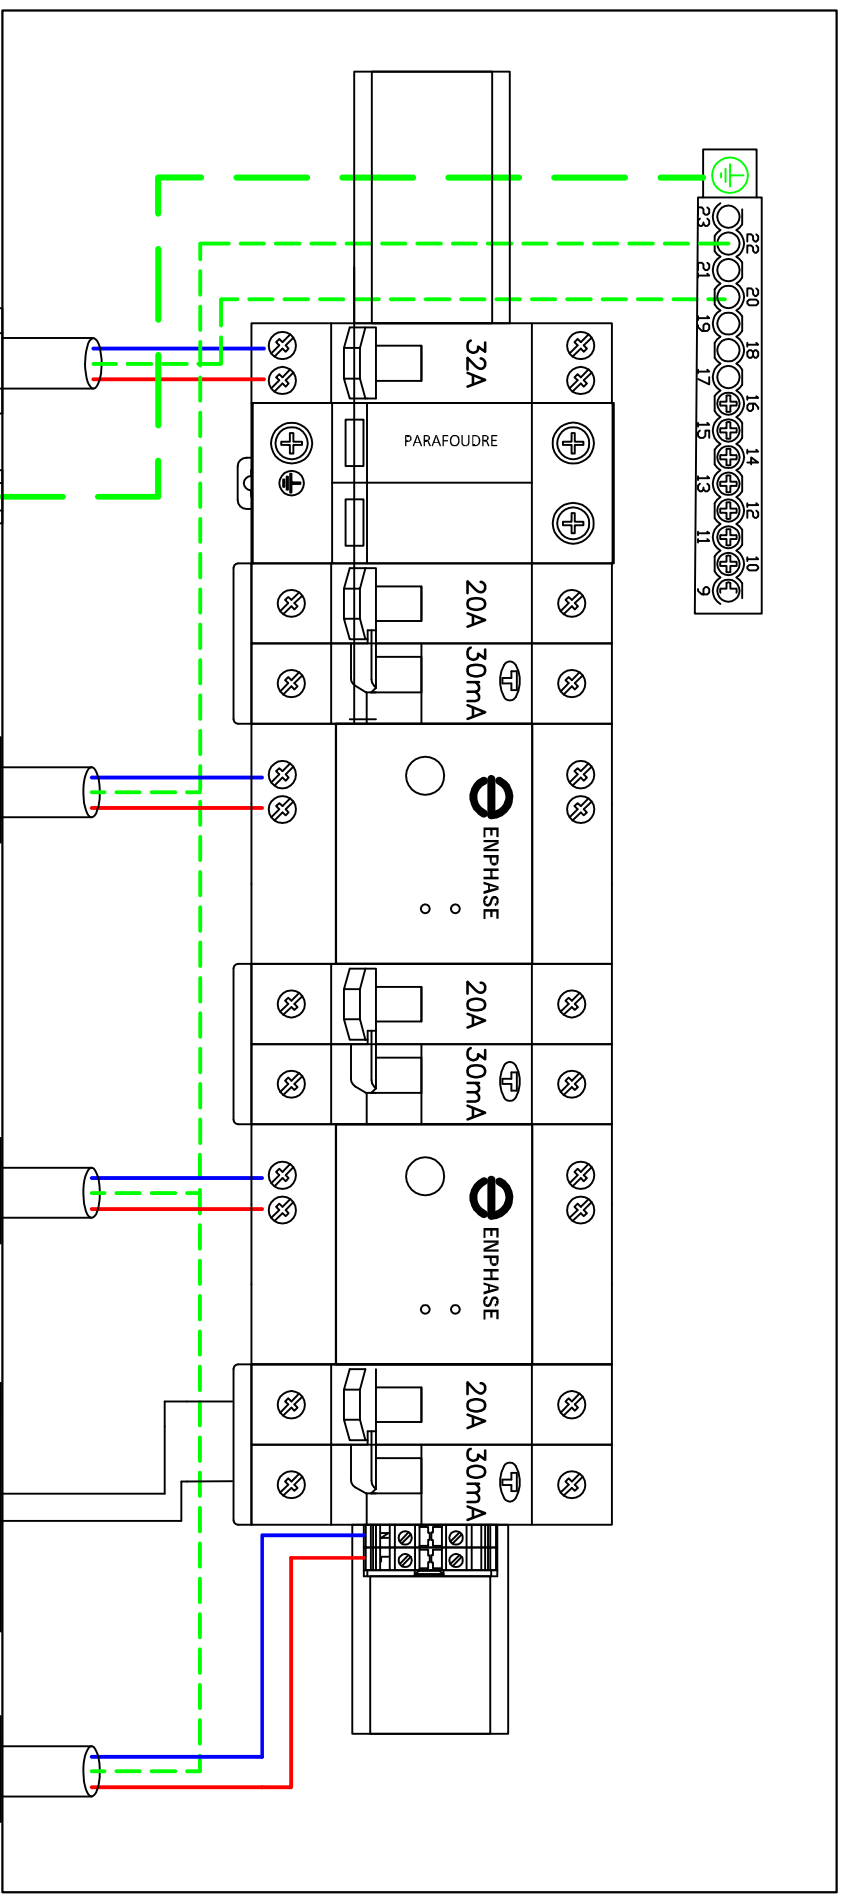 23
22
21
20
19
18
17
16
15
14
13
12
11
10
9
32A
PARAFOUDRE
20A
30mA
T
ENPHASE
20A
30mA
T
ENPHASE
20A
30mA
T
N
L